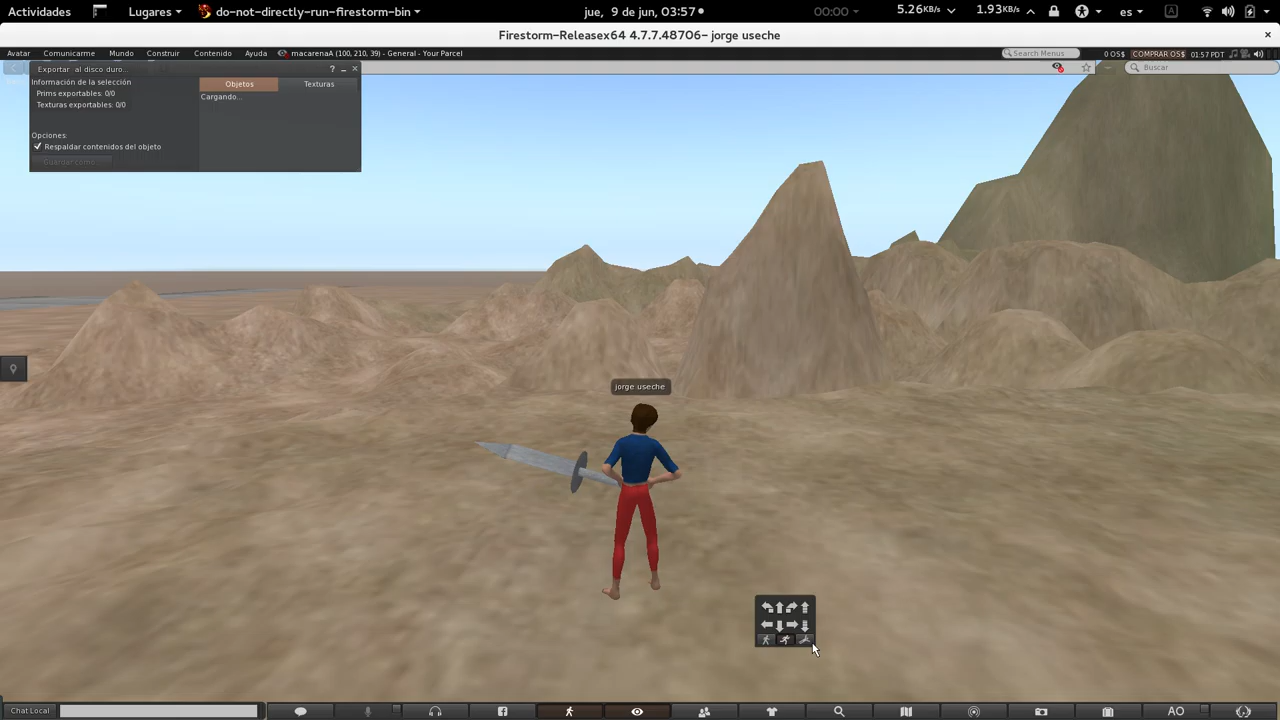 Actividades
Lugares
do-not-directly-run-firestorm-bin
jue, 9 de jun, 03:57
00:00
5.26KB/s
1.93KB/s
es
A
Firestorm-Releasex64 4.7.7.48706- jorge useche
×
Avatar Comunicarme Mundo Construir Contenido Ayuda
macarenaA (100, 210, 39) - General - Your Parcel
Search Menus
0 OS$
COMPRAR OS$
01:57 PDT
Buscar
Exportar al disco duro...
?
Información de la selección
Prims exportables: 0/0
Texturas exportables: 0/0
Objetos
Texturas
Cargando...
Opciones:
Respaldar contenidos del objeto
Guardar como...
jorge useche
Chat Local
AO